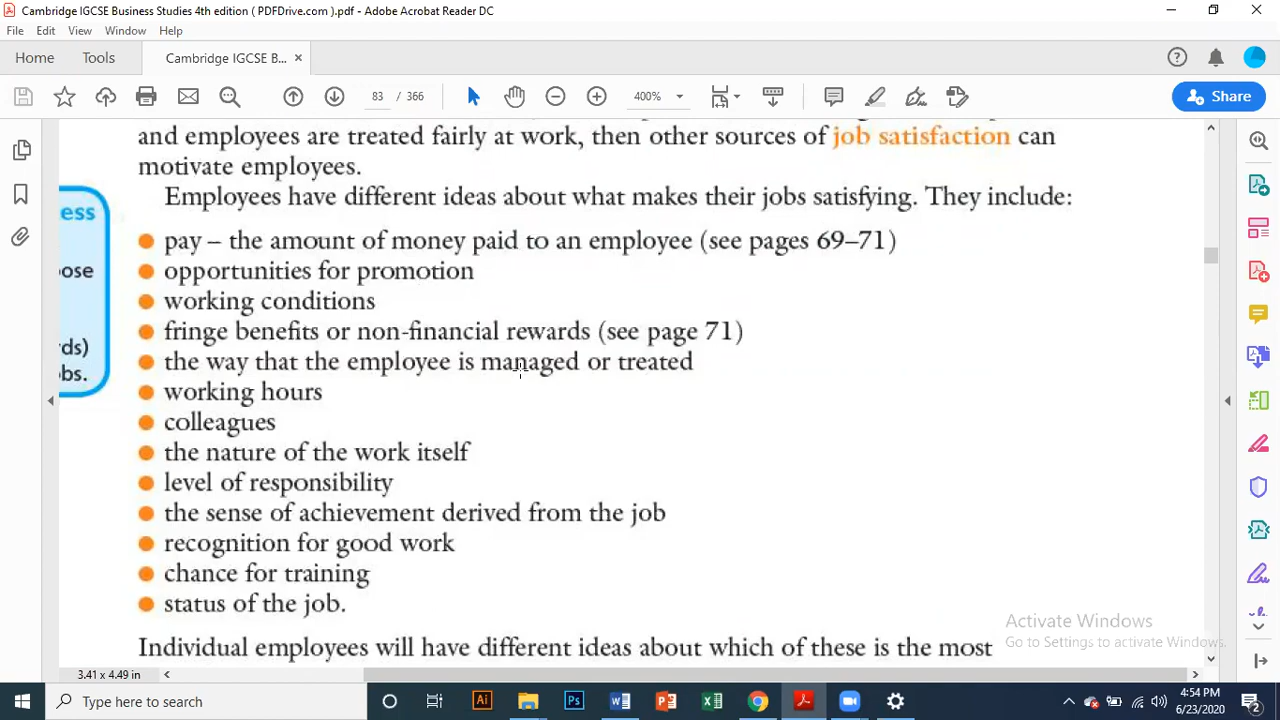 Cambridge IGCSE Business Studies 4th edition ( PDFDrive.com ).pdf - Adobe Acrobat Reader DC
File Edit View Window Help
Home Tools Cambridge IGCSE B... ×
83 / 366 400% Share
and employees are treated fairly at work, then other sources of job satisfaction can
motivate employees.
Employees have different ideas about what makes their jobs satisfying. They include:
ess
pay – the amount of money paid to an employee (see pages 69–71)
opportunities for promotion
ose
working conditions
fringe benefits or non-financial rewards (see page 71)
rds)
the way that the employee is managed or treated
bs.
working hours
colleagues
the nature of the work itself
level of responsibility
the sense of achievement derived from the job
recognition for good work
chance for training
status of the job.
Activate Windows
Go to Settings to activate Windows.
Individual employees will have different ideas about which of these is the most
3.41 x 4.49 in
Type here to search
4:54 PM
6/23/2020
2